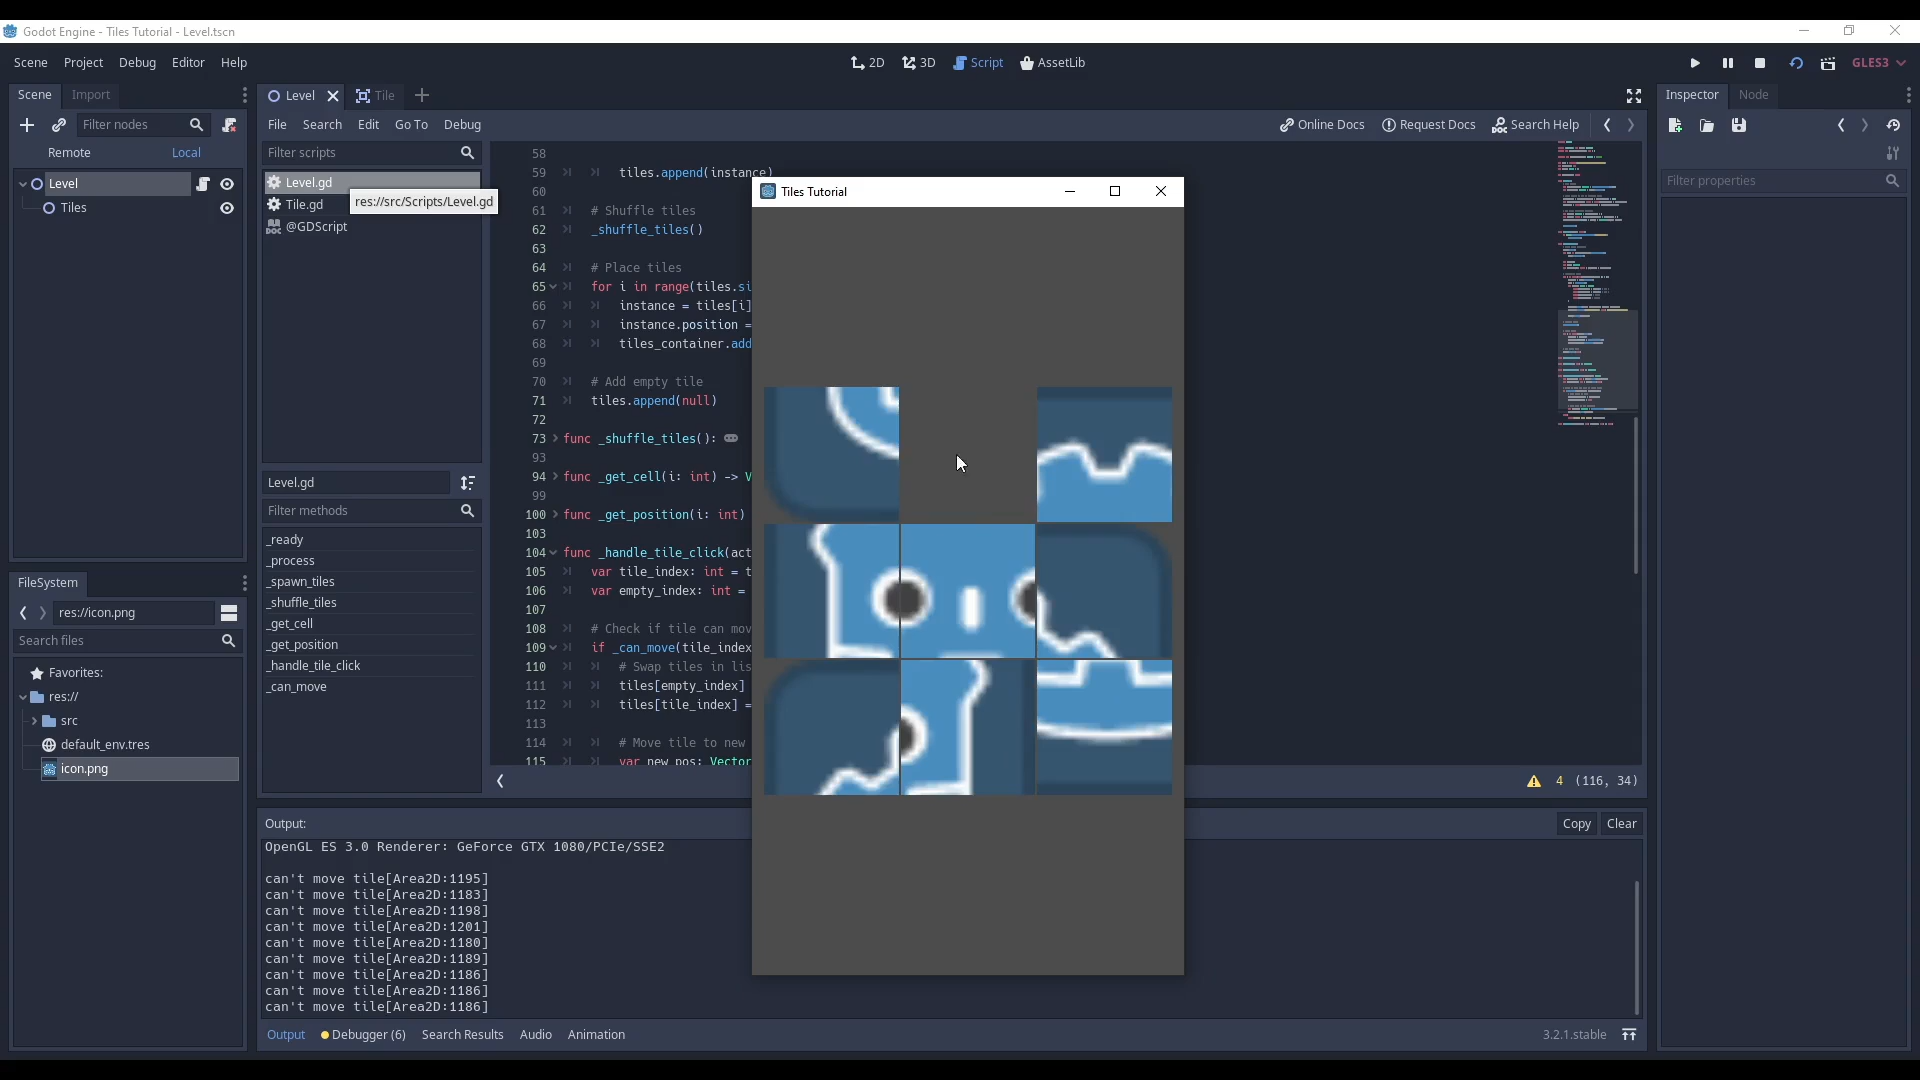 Godot Engine - Tiles Tutorial - Level.tscn
Scene Project Debug Editor Help
2D 3D Script AssetLib
GLES3
Scene Import
Level Tile
Inspector Node
Filter nodes
File Search Edit Go To Debug
Online Docs Request Docs Search Help
Remote Local
Filter scripts
Filter properties
Level
Tiles
Level.gd
Tile.gd
@GDScript
res://src/Scripts/Level.gd
Level.gd
Filter methods
_ready
_process
_spawn_tiles
_shuffle_tiles
_get_cell
_get_position
_handle_tile_click
_can_move
58
59 tiles.append(instance)
60
61 # Shuffle tiles
62 _shuffle_tiles()
63
64 # Place tiles
65 for i in range(tiles.si
66 instance = tiles[i]
67 instance.position =
68 tiles_container.add
69
70 # Add empty tile
71 tiles.append(null)
72
73 func _shuffle_tiles():
93
94 func _get_cell(i: int) -> V
99
100 func _get_position(i: int)
103
104 func _handle_tile_click(act
105 var tile_index: int = t
106 var empty_index: int =
107
108 # Check if tile can mov
109 if _can_move(tile_index
110 # Swap tiles in lis
111 tiles[empty_index]
112 tiles[tile_index] =
113
114 # Move tile to new
115 var new_pos: Vector
Tiles Tutorial
4 (116, 34)
FileSystem
res://icon.png
Search files
Favorites:
res://
src
default_env.tres
icon.png
Output:
Copy Clear
OpenGL ES 3.0 Renderer: GeForce GTX 1080/PCIe/SSE2
can't move tile[Area2D:1195]
can't move tile[Area2D:1183]
can't move tile[Area2D:1198]
can't move tile[Area2D:1201]
can't move tile[Area2D:1180]
can't move tile[Area2D:1189]
can't move tile[Area2D:1186]
can't move tile[Area2D:1186]
can't move tile[Area2D:1186]
Output Debugger (6) Search Results Audio Animation
3.2.1.stable